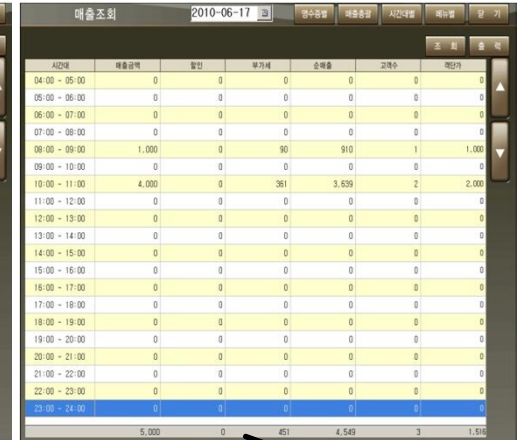 매출조회 2010-06-17 영수증별 매출총괄 시간대별 메뉴별 닫 기
조 회 출 력
시간대 매출금액 할인 부가세 순매출 고객수 객단가
04:00 - 05:00 0 0 0 0 0 0
05:00 - 06:00 0 0 0 0 0 0
06:00 - 07:00 0 0 0 0 0 0
07:00 - 08:00 0 0 0 0 0 0
08:00 - 09:00 1,000 0 90 910 1 1,000
09:00 - 10:00 0 0 0 0 0 0
10:00 - 11:00 4,000 0 361 3,639 2 2,000
11:00 - 12:00 0 0 0 0 0 0
12:00 - 13:00 0 0 0 0 0 0
13:00 - 14:00 0 0 0 0 0 0
14:00 - 15:00 0 0 0 0 0 0
15:00 - 16:00 0 0 0 0 0 0
16:00 - 17:00 0 0 0 0 0 0
17:00 - 18:00 0 0 0 0 0 0
18:00 - 19:00 0 0 0 0 0 0
19:00 - 20:00 0 0 0 0 0 0
20:00 - 21:00 0 0 0 0 0 0
21:00 - 22:00 0 0 0 0 0 0
22:00 - 23:00 0 0 0 0 0 0
23:00 - 24:00 0 0 0 0 0 0
5,000 0 451 4,549 3 1,516